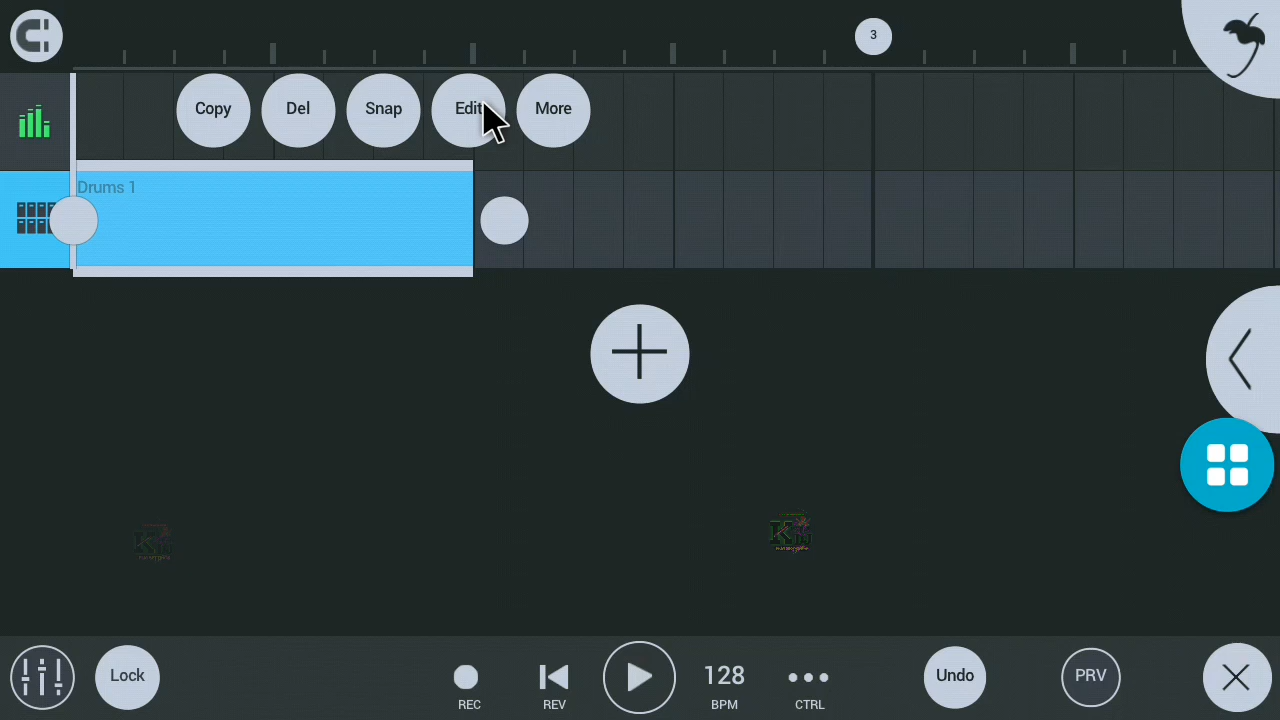 3
Copy Del Snap Edit More
Drums 1
Lock
REC
REV
128
BPM
CTRL
Undo
PRV